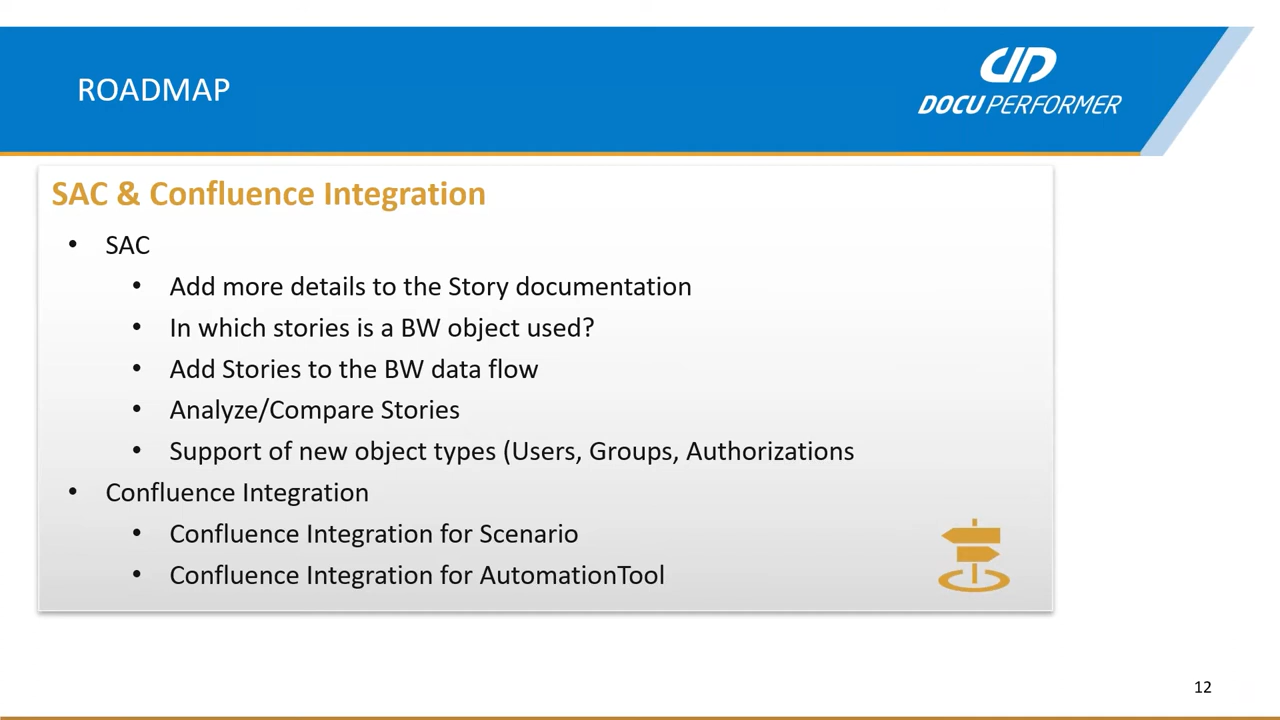 ROADMAP
DOCU PERFORMER
SAC & Confluence Integration
• SAC
• Add more details to the Story documentation
• In which stories is a BW object used?
• Add Stories to the BW data flow
• Analyze/Compare Stories
• Support of new object types (Users, Groups, Authorizations
• Confluence Integration
• Confluence Integration for Scenario
• Confluence Integration for AutomationTool
12